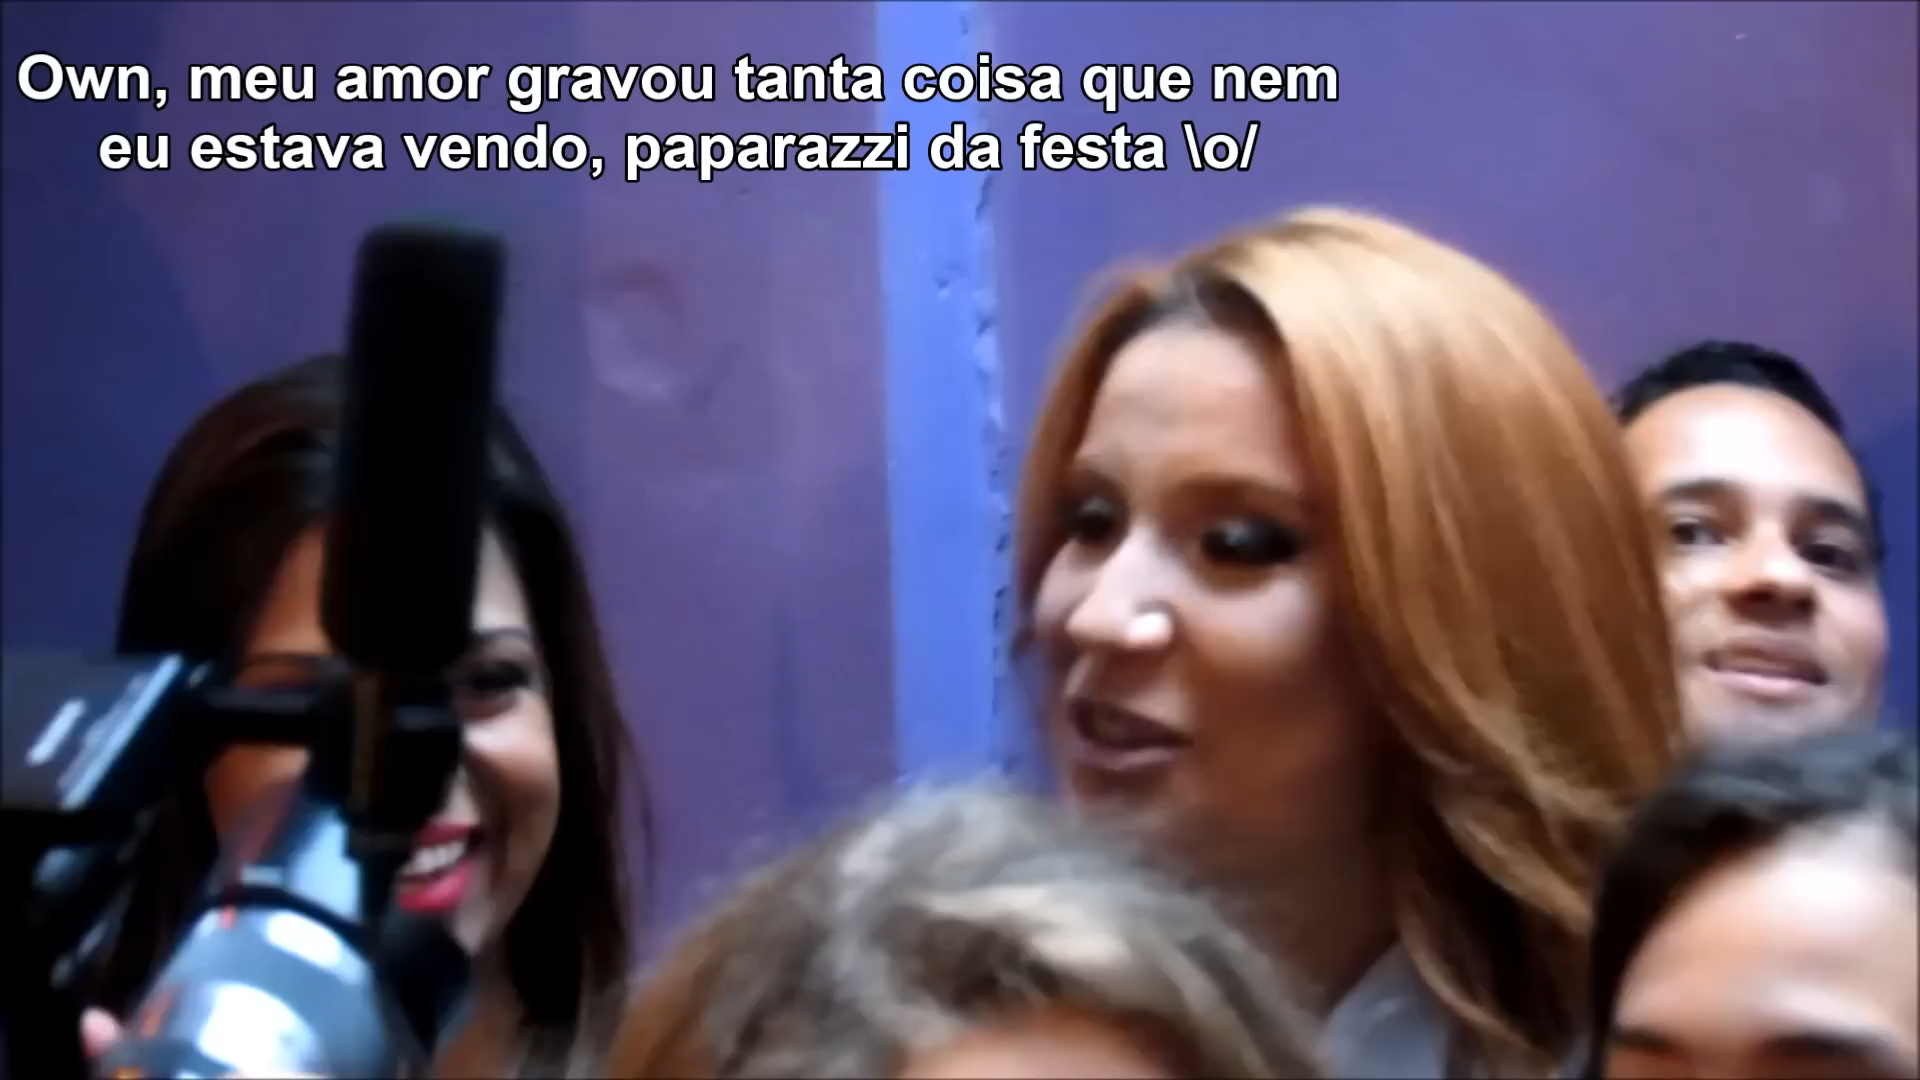 Own, meu amor gravou tanta coisa que nem
eu estava vendo, paparazzi da festa \o/